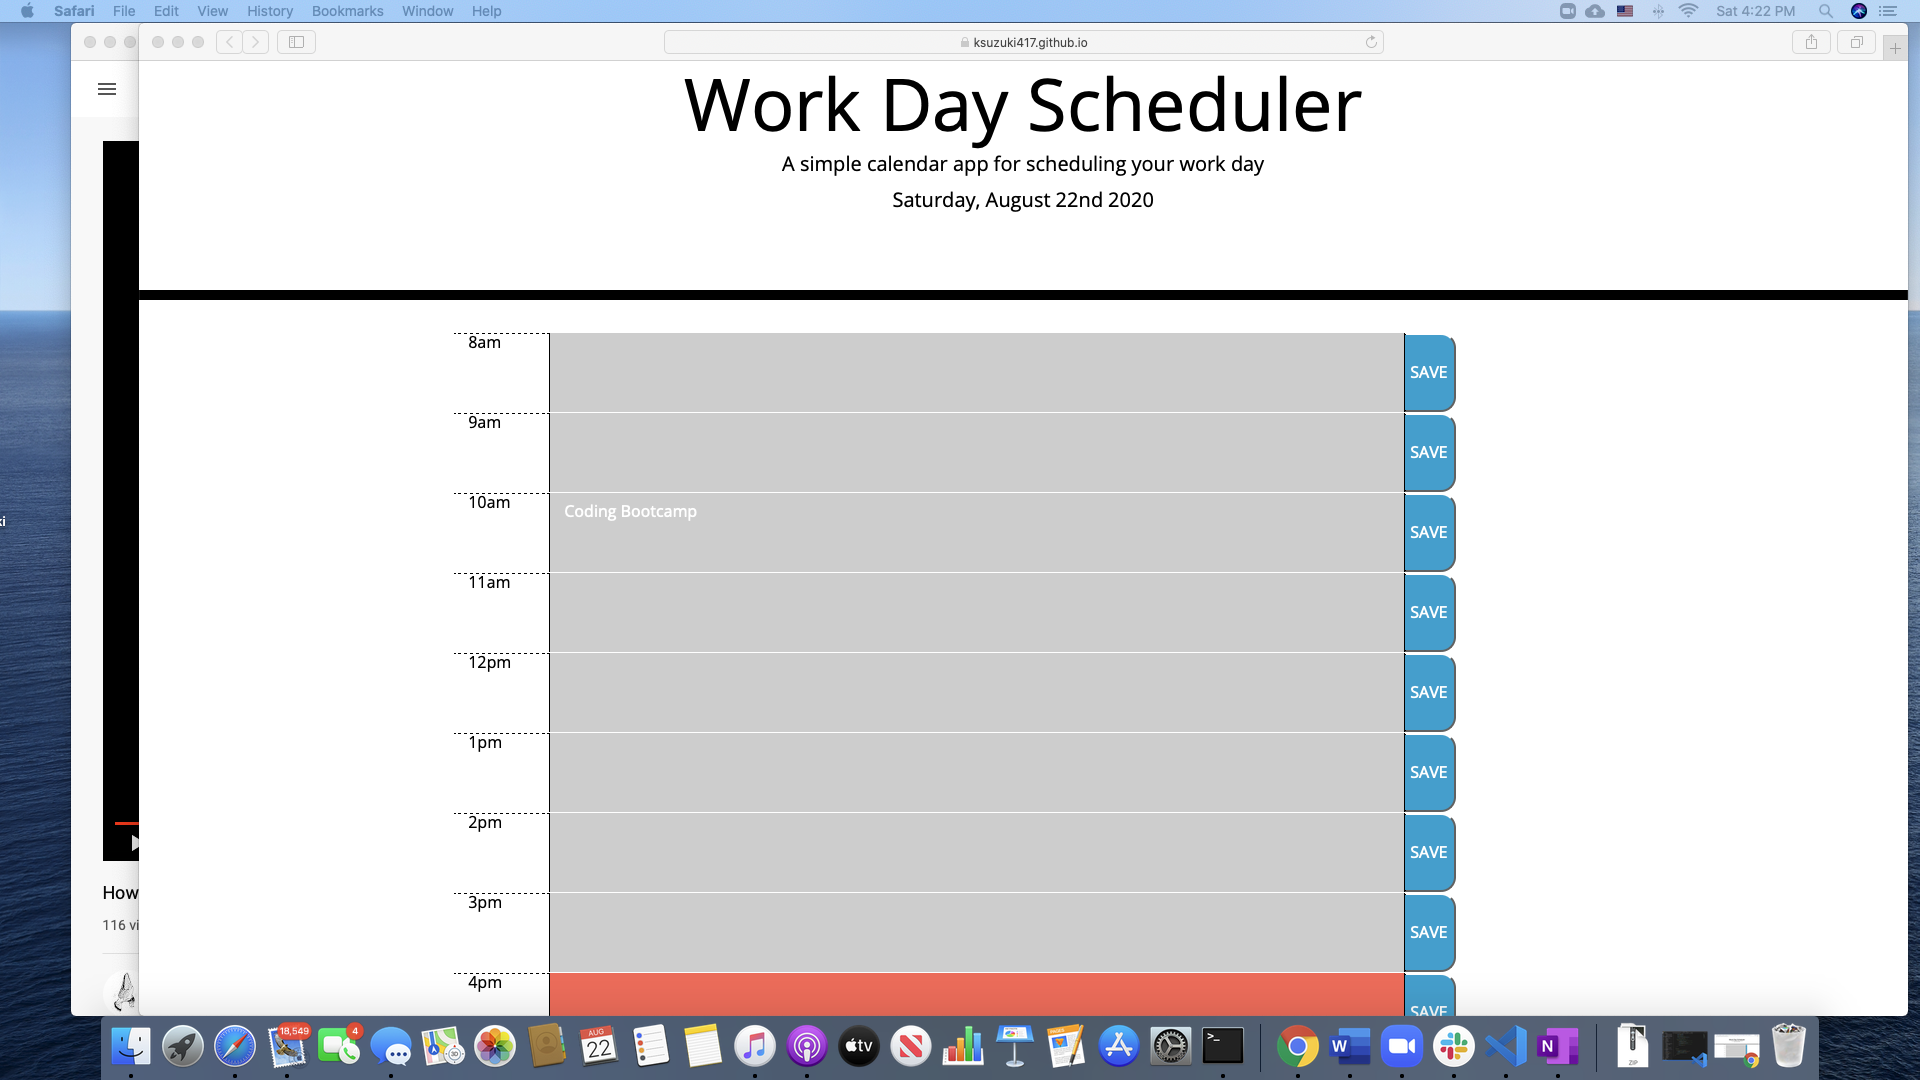 Safari File Edit View History Bookmarks Window Help
Sat 4:22 PM
ksuzuki417.github.io
Work Day Scheduler
A simple calendar app for scheduling your work day
Saturday, August 22nd 2020
8am
SAVE
9am
SAVE
10am
Coding Bootcamp
SAVE
11am
SAVE
12pm
SAVE
1pm
SAVE
2pm
SAVE
3pm
SAVE
4pm
SAVE
How
116 vi
18,549
4
3D
AUG
22
tv
PAGES
>_
W
N
ZIP